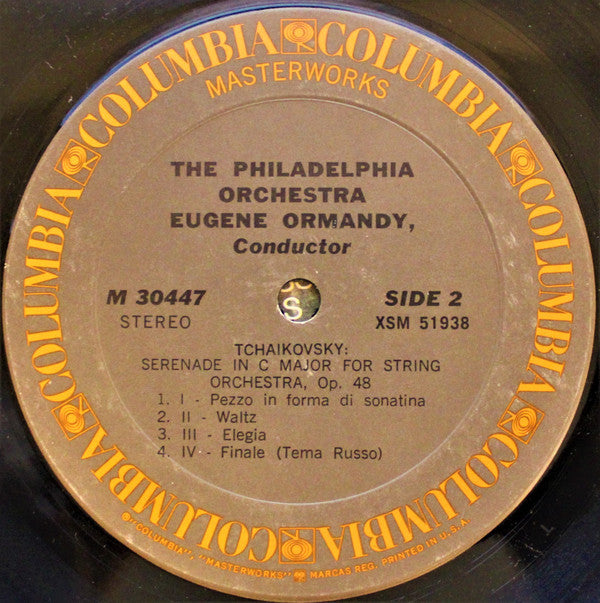 COLUMBIA COLUMBIA COLUMBIA COLUMBIA COLUMBIA COLUMBIA COLUMBIA COLUMBIA
MASTERWORKS
THE PHILADELPHIA
ORCHESTRA
EUGENE ORMANDY,
Conductor
M 30447
STEREO
SIDE 2
XSM 51938
S
TCHAIKOVSKY:
SERENADE IN C MAJOR FOR STRING
ORCHESTRA, Op. 48
1. I - Pezzo in forma di sonatina
2. II - Waltz
3. III - Elegia
4. IV - Finale (Tema Russo)
®"COLUMBIA", "MASTERWORKS" MARCAS REG. PRINTED IN U.S.A.